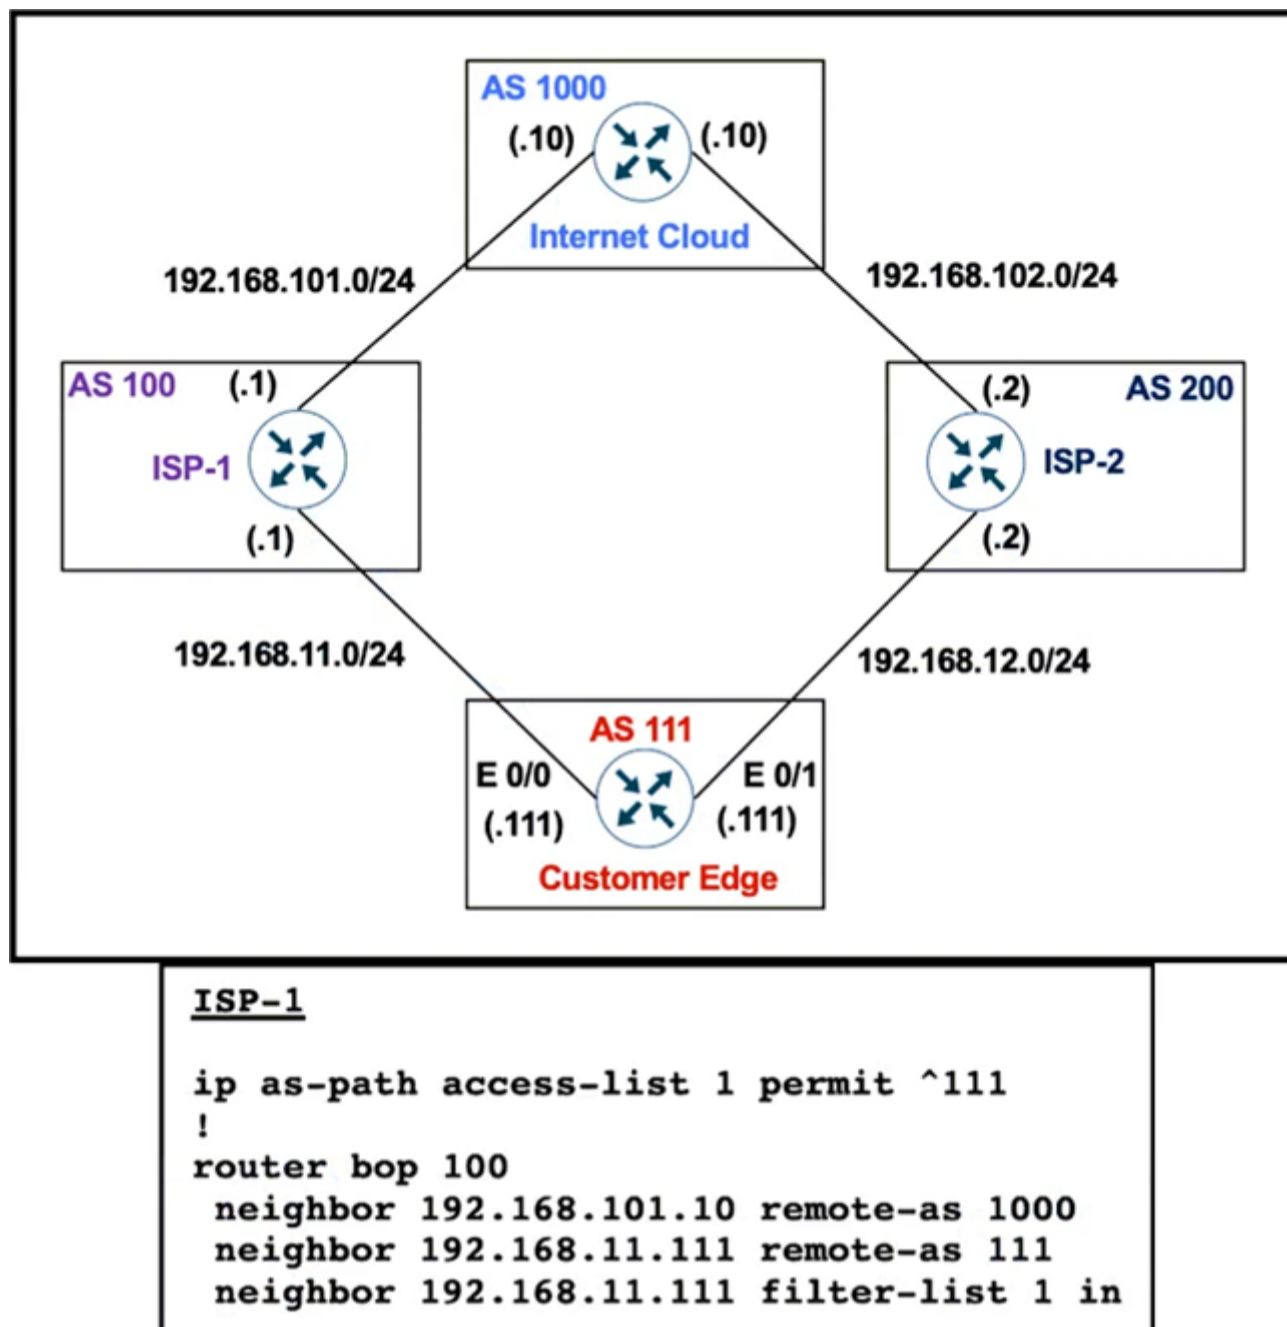 AS 1000
(.10) (.10)
Internet Cloud
192.168.101.0/24 192.168.102.0/24
AS 100 (.1)
ISP-1
(.1)
(.2) AS 200
ISP-2
(.2)
192.168.11.0/24 192.168.12.0/24
AS 111
E 0/0 E 0/1
(.111) (.111)
Customer Edge
ISP-1
ip as-path access-list 1 permit ^111
!
router bop 100
neighbor 192.168.101.10 remote-as 1000
neighbor 192.168.11.111 remote-as 111
neighbor 192.168.11.111 filter-list 1 in